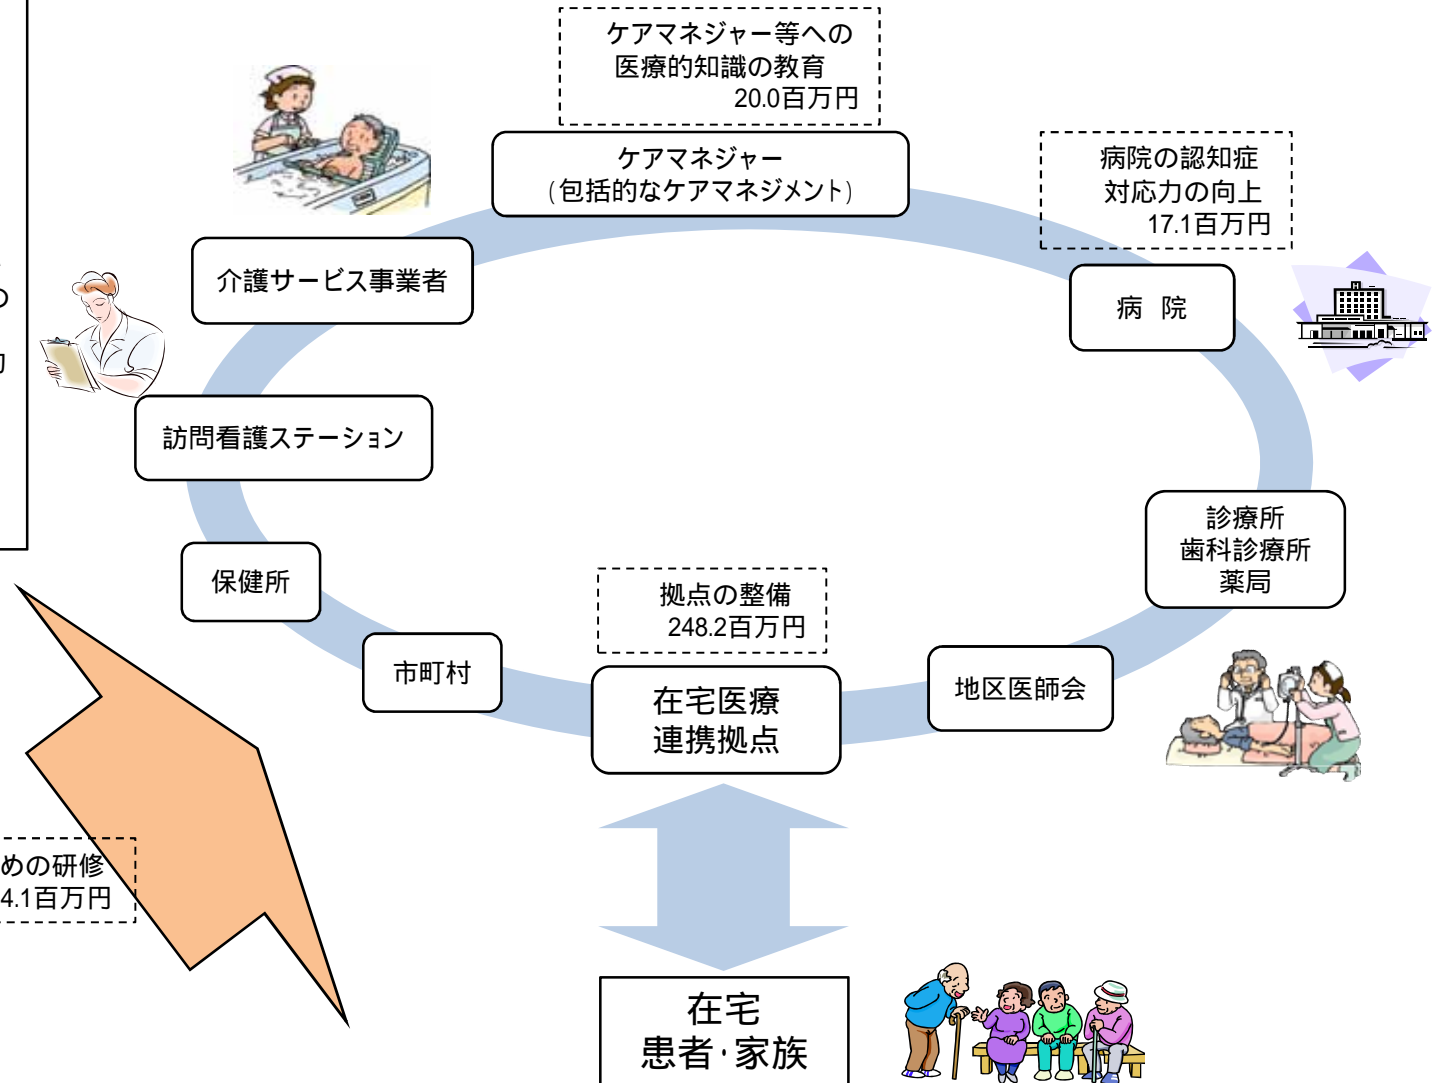 ケアマネジャー等への
医療的知識の教育
20.0百万円
ケアマネジャー
(包括的なケアマネジメント)
病院の認知症
対応力の向上
17.1百万円
介護サービス事業者
病 院
訪問看護ステーション
診療所
歯科診療所
薬局
保健所
拠点の整備
248.2百万円
市町村
在宅医療
連携拠点
地区医師会
めの研修
4.1百万円
在宅
患者・家族